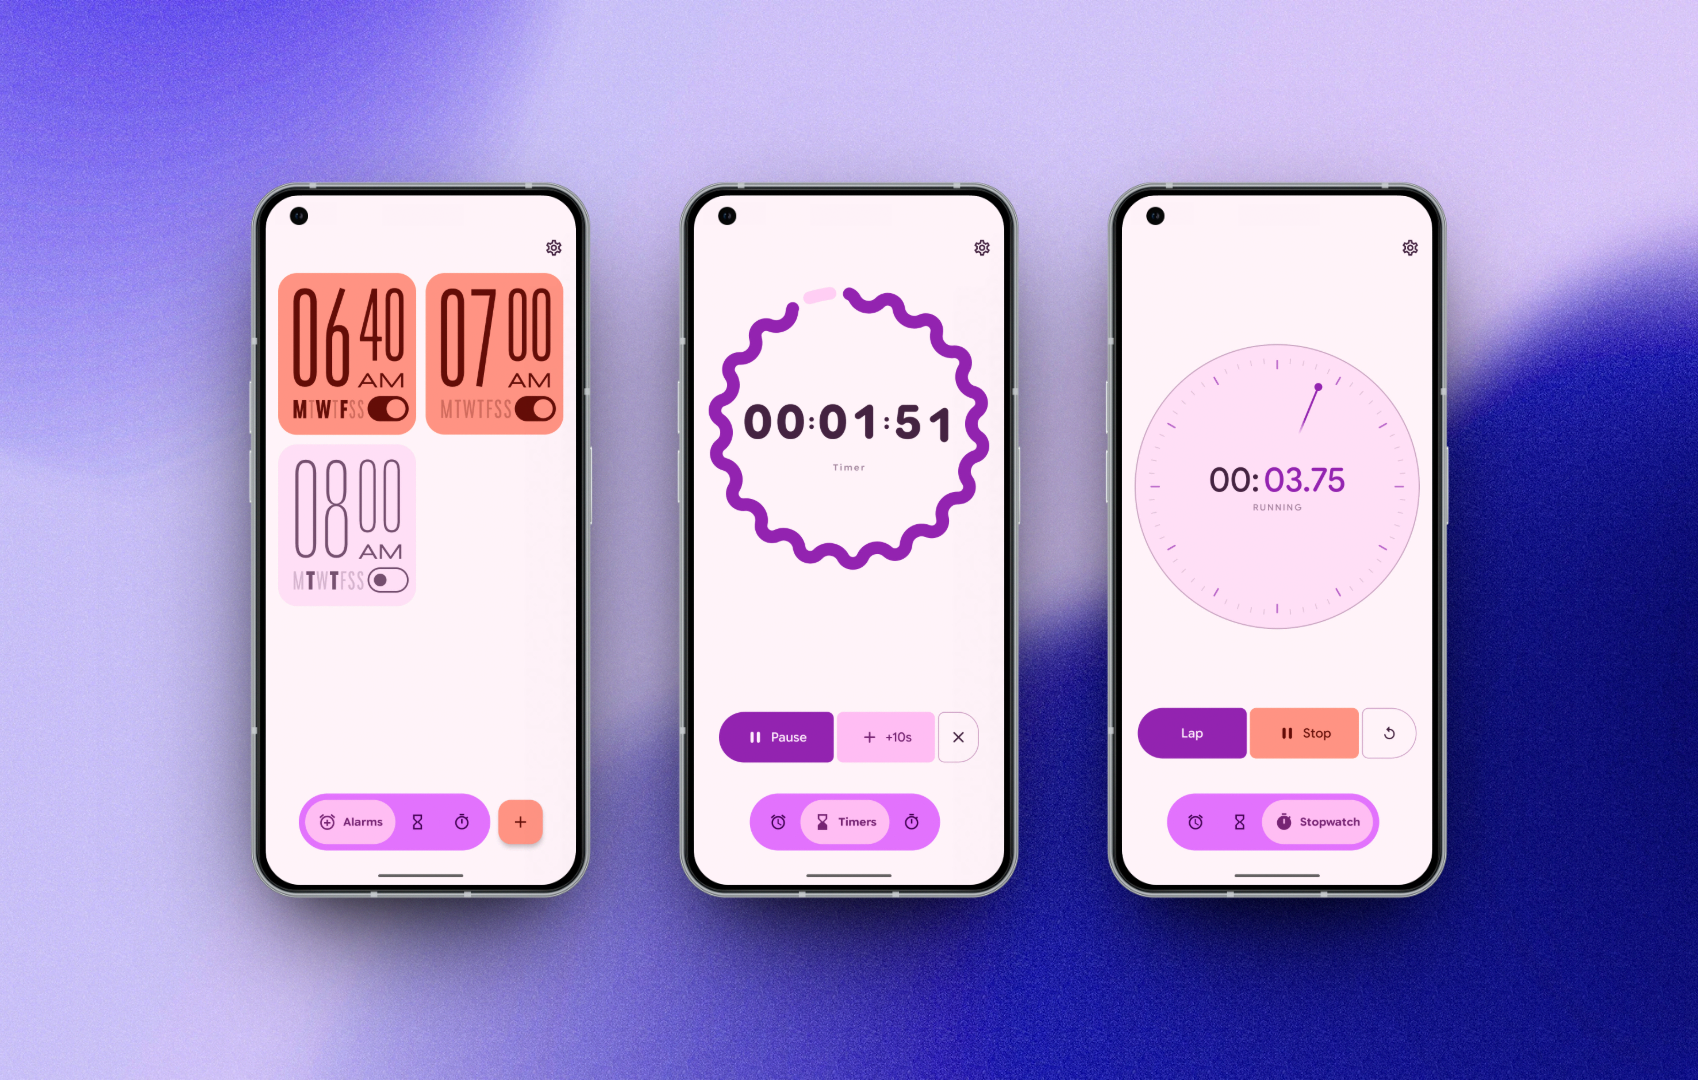 06 40
AM
MTWTFSS
07 00
AM
MTWTFSS
08 00
AM
MTWTFSS
Alarms
00:01:51
Timer
Pause
+10s
Timers
00:03.75
RUNNING
Lap
Stop
Stopwatch